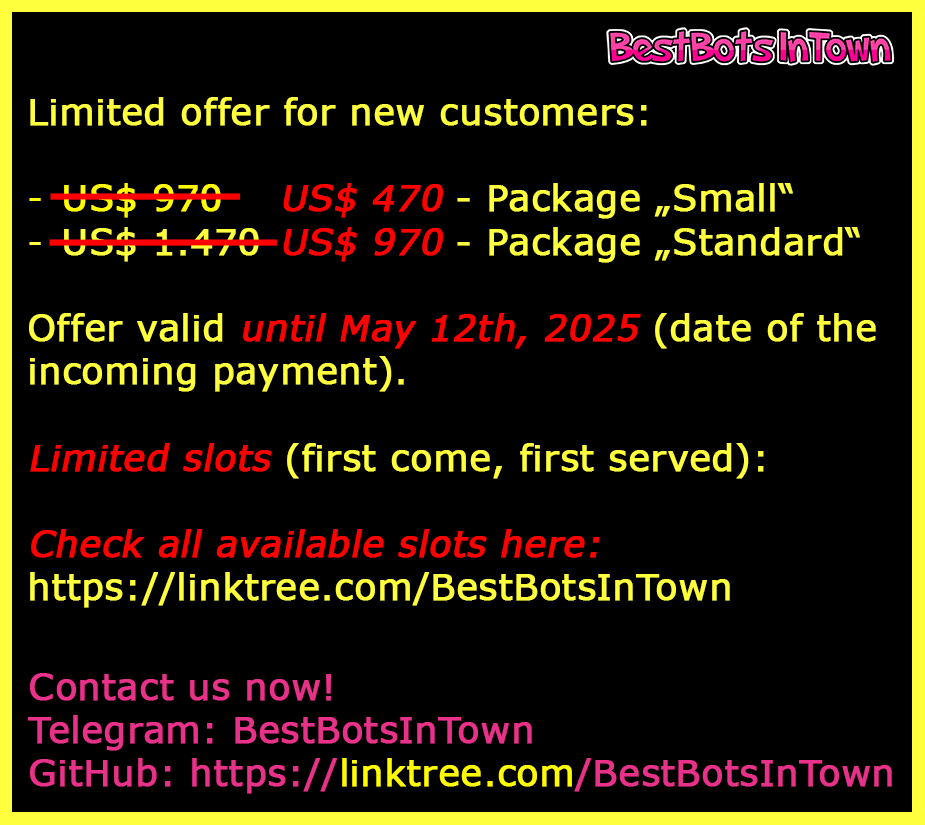 BestBotsInTown
Limited offer for new customers:
- US$ 970 US$ 470 - Package „Small“
- US$ 1.470 US$ 970 - Package „Standard“
Offer valid until May 12th, 2025 (date of the
incoming payment).
Limited slots (first come, first served):
Check all available slots here:
https://linktree.com/BestBotsInTown
Contact us now!
Telegram: BestBotsInTown
GitHub: https://linktree.com/BestBotsInTown